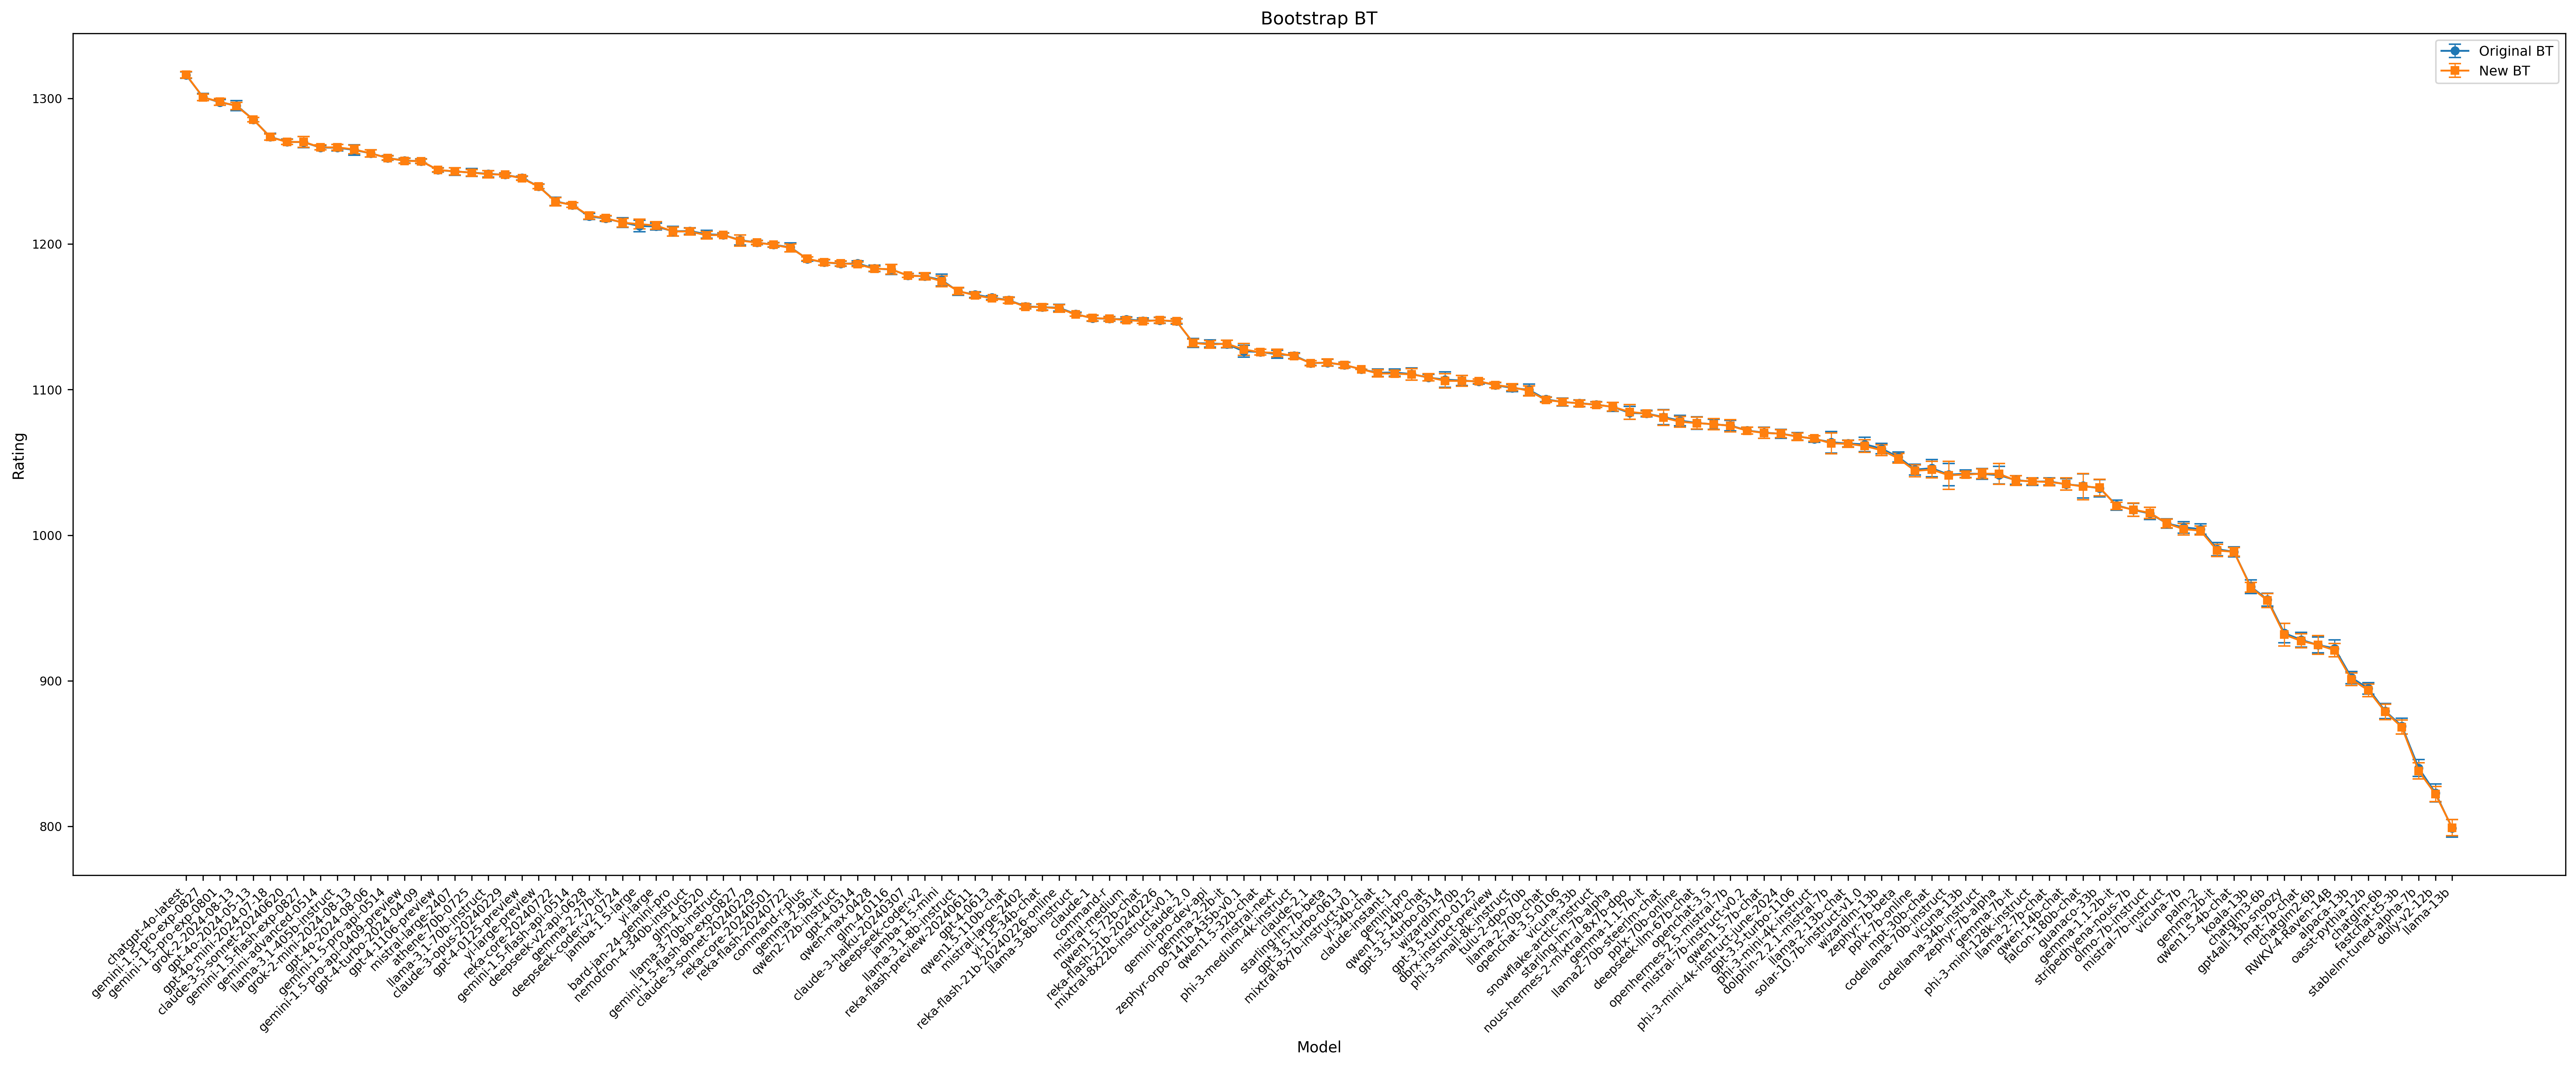 Bootstrap BT
Original BT
New BT
Rating
1300
1200
1100
1000
900
800
chatgpt-4o-latest
gemini-1.5-pro-exp-0827
gemini-1.5-pro-exp-0801
grok-2-2024-08-13
gpt-4o-2024-05-13
gpt-4o-mini-2024-07-18
claude-3-5-sonnet-20240620
gemini-1.5-flash-exp-0827
gemini-advanced-0514
llama-3.1-405b-instruct
grok-2-mini-2024-08-13
gpt-4o-2024-08-06
gemini-1.5-pro-api-0514
gemini-1.5-pro-api-0409-preview
gpt-4-turbo-2024-04-09
gpt-4-1106-preview
mistral-large-2407
athene-70b-0725
llama-3.1-70b-instruct
claude-3-opus-20240229
gpt-4-0125-preview
yi-large-preview
reka-core-20240722
gemini-1.5-flash-api-0514
deepseek-v2-api-0628
gemma-2-27b-it
deepseek-coder-v2-0724
jamba-1.5-large
yi-large
bard-jan-24-gemini-pro
nemotron-4-340b-instruct
glm-4-0520
llama-3-70b-instruct
gemini-1.5-flash-8b-exp-0827
claude-3-sonnet-20240229
reka-core-20240501
reka-flash-20240722
command-r-plus
gemma-2-9b-it
qwen2-72b-instruct
gpt-4-0314
qwen-max-0428
glm-4-0116
claude-3-haiku-20240307
deepseek-coder-v2
jamba-1.5-mini
llama-3.1-8b-instruct
reka-flash-preview-20240611
gpt-4-0613
qwen1.5-110b-chat
mistral-large-2402
yi-1.5-34b-chat
reka-flash-21b-20240226-online
llama-3-8b-instruct
claude-1
command-r
mistral-medium
qwen1.5-72b-chat
reka-flash-21b-20240226
mixtral-8x22b-instruct-v0.1
claude-2.0
gemini-pro-dev-api
gemma-2-2b-it
zephyr-orpo-141b-A35b-v0.1
qwen1.5-32b-chat
mistral-next
phi-3-medium-4k-instruct
claude-2.1
starling-lm-7b-beta
gpt-3.5-turbo-0613
mixtral-8x7b-instruct-v0.1
yi-34b-chat
claude-instant-1
gemini-pro
qwen1.5-14b-chat
gpt-3.5-turbo-0314
wizardlm-70b
gpt-3.5-turbo-0125
dbrx-instruct-preview
phi-3-small-8k-instruct
tulu-2-dpo-70b
llama-2-70b-chat
openchat-3.5-0106
vicuna-33b
snowflake-arctic-instruct
starling-lm-7b-alpha
nous-hermes-2-mixtral-8x7b-dpo
gemma-1.1-7b-it
llama2-70b-steerlm-chat
pplx-70b-online
deepseek-llm-67b-chat
openchat-3.5
openhermes-2.5-mistral-7b
mistral-7b-instruct-v0.2
qwen1.5-7b-chat
phi-3-mini-4k-instruct-june-2024
gpt-3.5-turbo-1106
phi-3-mini-4k-instruct
dolphin-2.2.1-mistral-7b
llama-2-13b-chat
solar-10.7b-instruct-v1.0
wizardlm-13b
zephyr-7b-beta
pplx-7b-online
mpt-30b-chat
codellama-70b-instruct
vicuna-13b
codellama-34b-instruct
zephyr-7b-alpha
gemma-7b-it
phi-3-mini-128k-instruct
llama-2-7b-chat
qwen-14b-chat
falcon-180b-chat
guanaco-33b
gemma-1.1-2b-it
stripedhyena-nous-7b
olmo-7b-instruct
mistral-7b-instruct
vicuna-7b
palm-2
gemma-2b-it
qwen1.5-4b-chat
koala-13b
chatglm3-6b
gpt4all-13b-snoozy
mpt-7b-chat
chatglm2-6b
RWKV-4-Raven-14B
alpaca-13b
oasst-pythia-12b
chatglm-6b
fastchat-t5-3b
stablelm-tuned-alpha-7b
dolly-v2-12b
llama-13b
Model